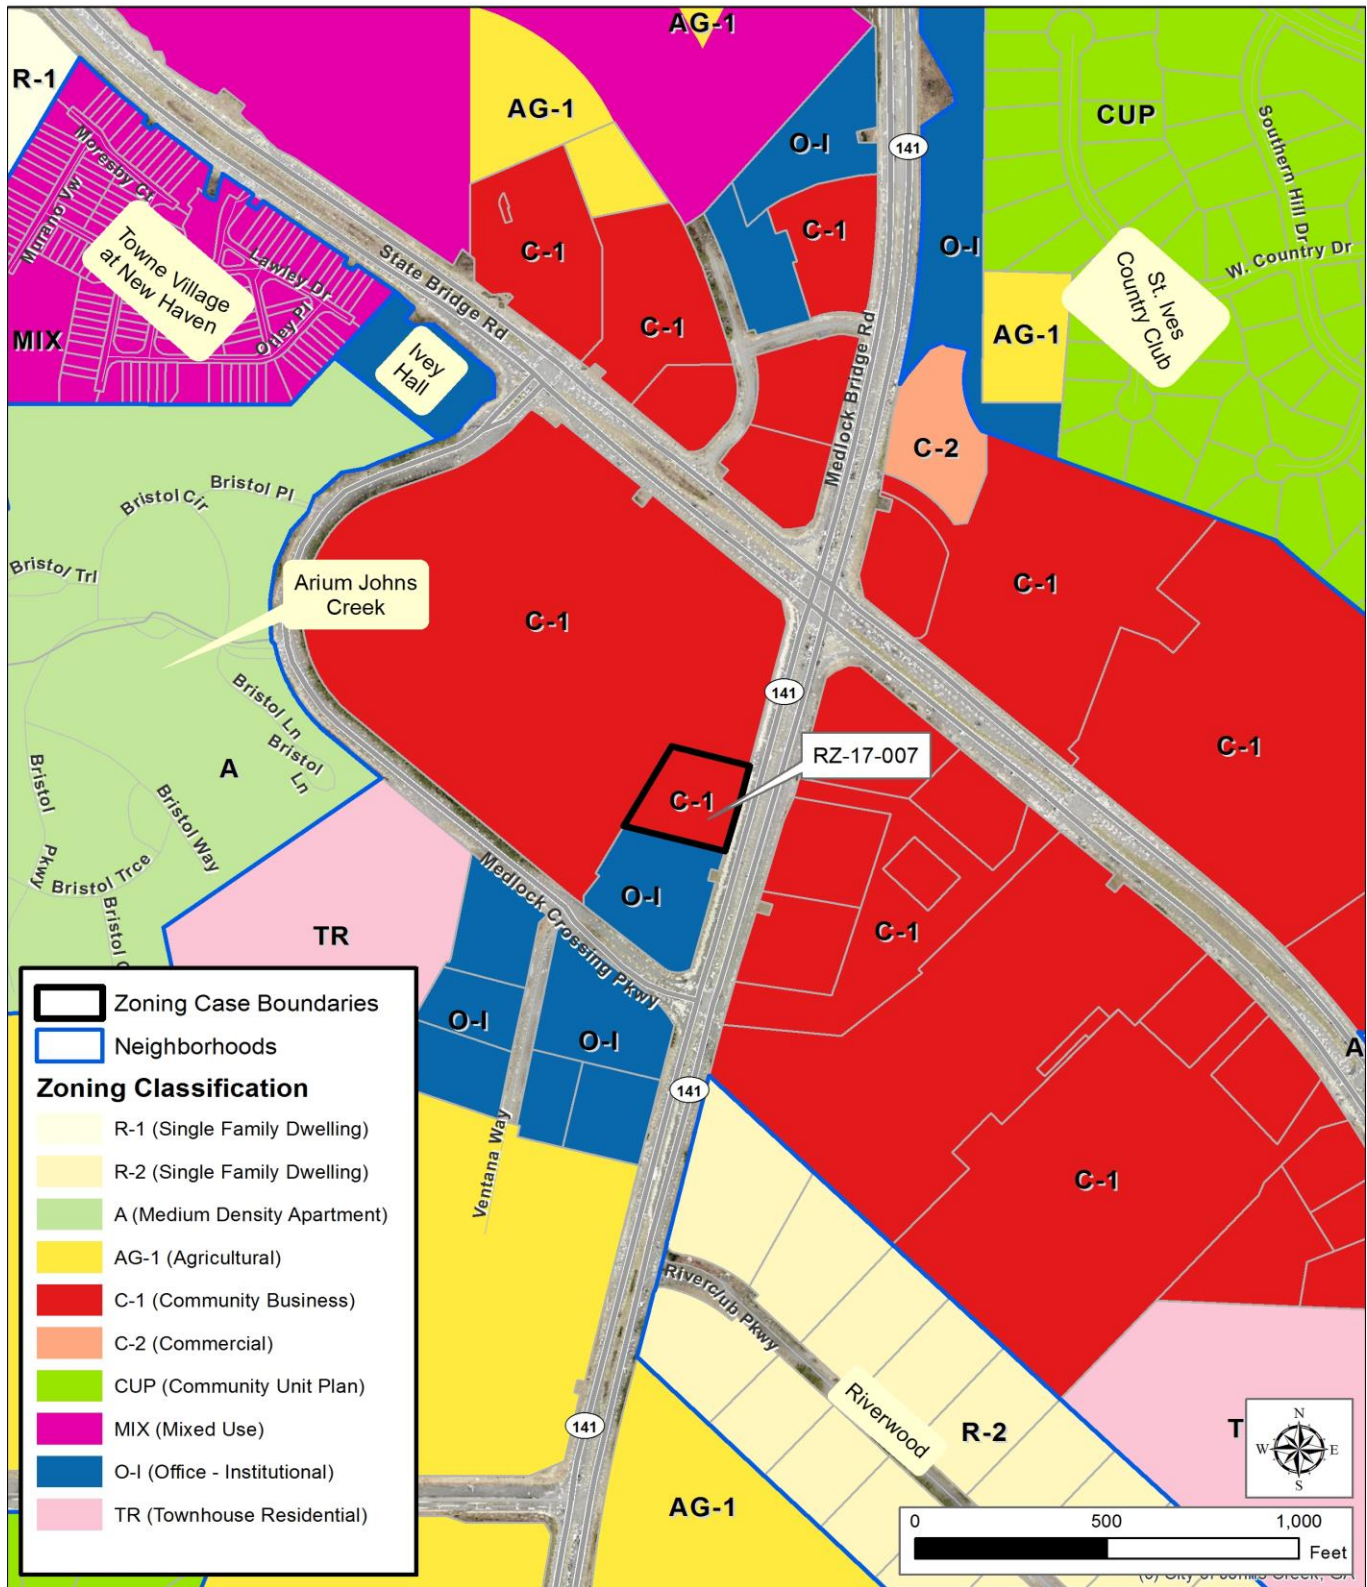 AG-1
R-1
AG-1
CUP
O-I
141
Southern Hill Dr
Moresby Ct
Murano Vw
Towne Village
at New Haven
Lawley Dr
Otley Pl
MIX
State Bridge Rd
C-1
C-1
C-1
O-I
W. Country Dr
St. Ives
Country Club
AG-1
Ivey
Hall
Medlock Bridge Rd
C-2
Bristol Pl
Bristol Cir
Bristol Trl
Arium Johns
Creek
C-1
C-1
141
Bristol Ln
Bristol
Ln
A
Bristol
Pkwy
Bristol Way
Bristol Trce
Bristol
RZ-17-007
C-1
C-1
O-I
Medlock Crossing Pkwy
C-1
TR
O-I
O-I
A
141
Ventana Way
C-1
Riverclub Pkwy
Riverwood
R-2
141
AG-1
T
Zoning Case Boundaries
Neighborhoods
Zoning Classification
R-1 (Single Family Dwelling)
R-2 (Single Family Dwelling)
A (Medium Density Apartment)
AG-1 (Agricultural)
C-1 (Community Business)
C-2 (Commercial)
CUP (Community Unit Plan)
MIX (Mixed Use)
O-I (Office - Institutional)
TR (Townhouse Residential)
N
W E
S
0 500 1,000
Feet